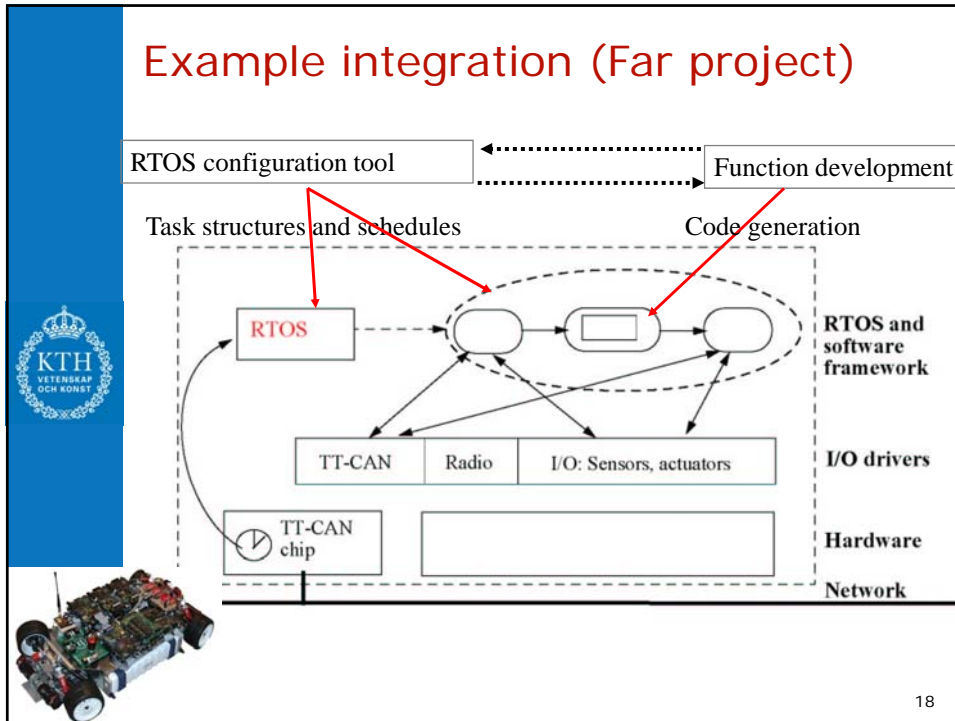 Example integration (Far project)
RTOS configuration tool
Function development
Task structures and schedules
Code generation
RTOS
RTOS and
software
framework
TT-CAN
Radio
I/O: Sensors, actuators
I/O drivers
TT-CAN
chip
Hardware
Network
KTH
VETENSKAP
OCH KONST
18